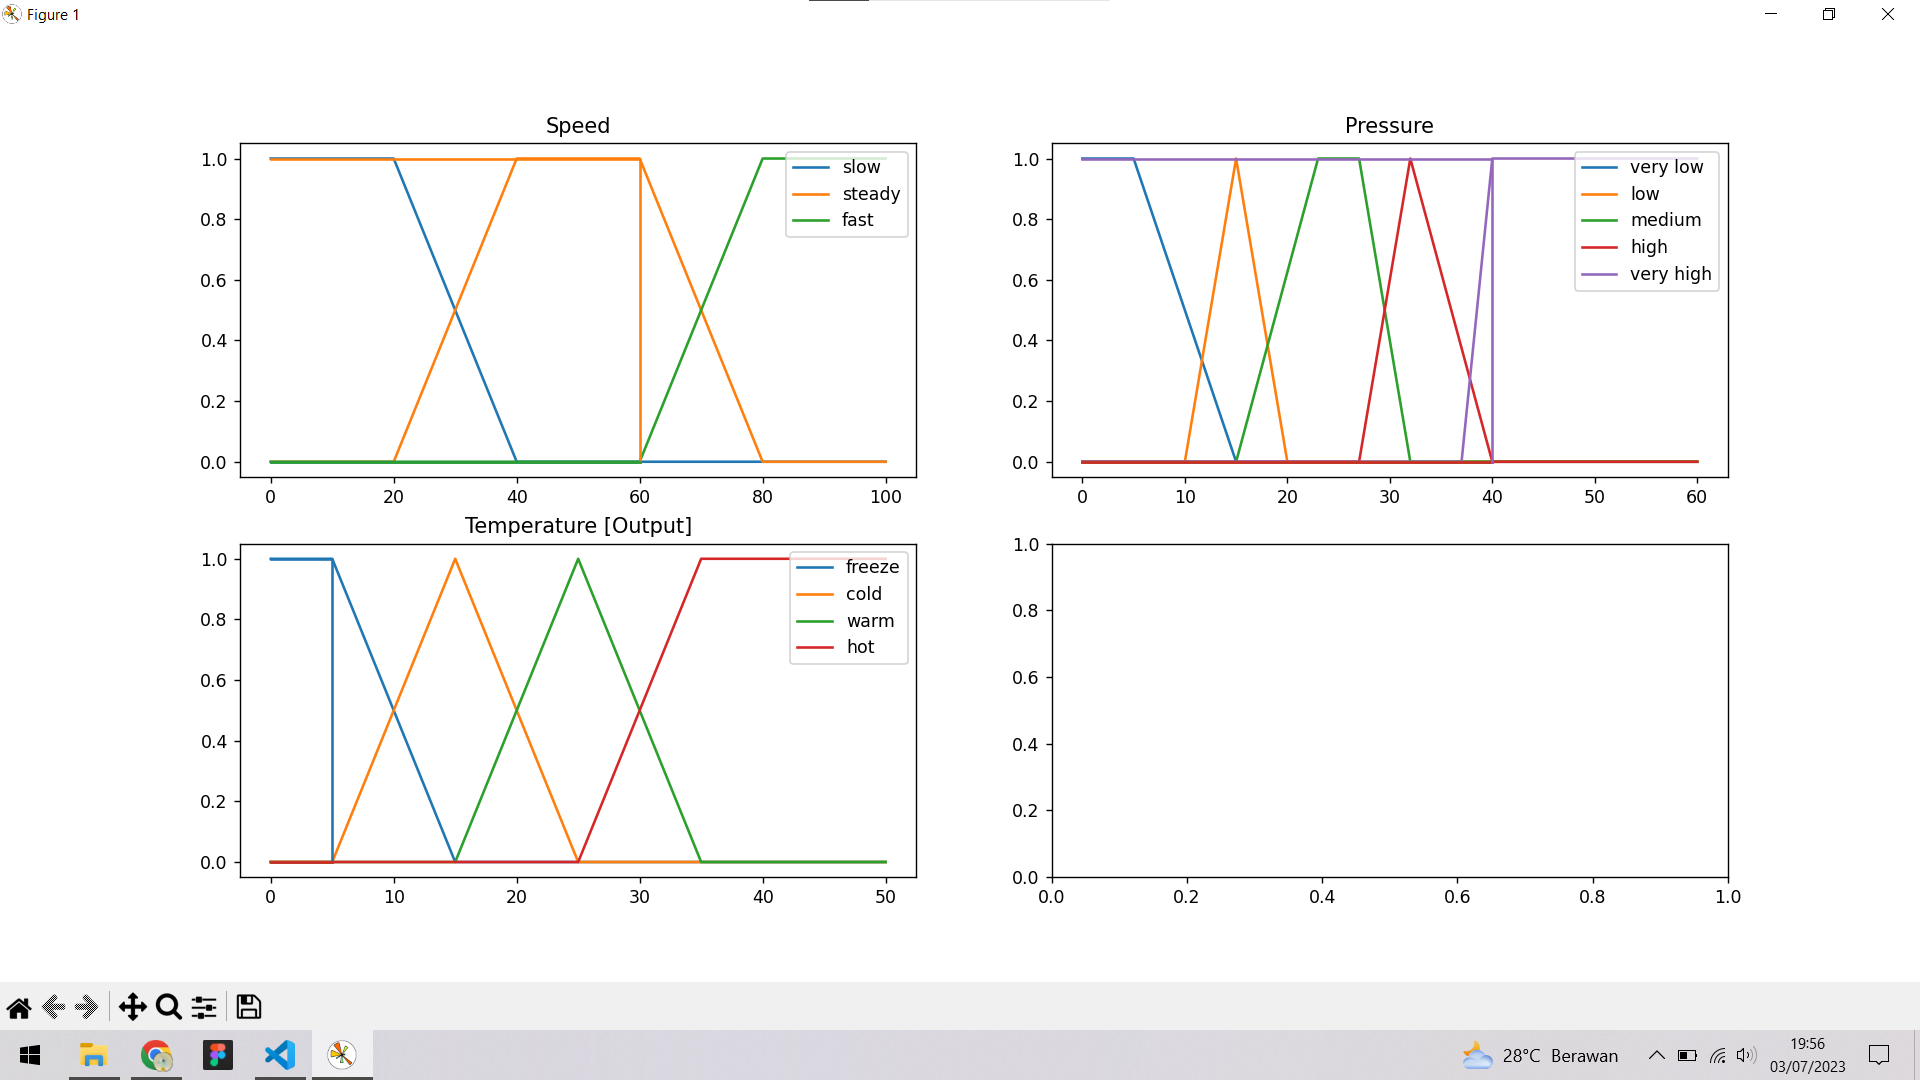 Figure 1
Speed
1.0
0.8
0.6
0.4
0.2
0.0
0 20 40 60 80 100
slow
steady
fast
Pressure
1.0
0.8
0.6
0.4
0.2
0.0
0 10 20 30 40 50 60
very low
low
medium
high
very high
Temperature [Output]
1.0
0.8
0.6
0.4
0.2
0.0
0 10 20 30 40 50
freeze
cold
warm
hot
1.0
0.8
0.6
0.4
0.2
0.0
0.0 0.2 0.4 0.6 0.8 1.0
28°C Berawan
19:56
03/07/2023